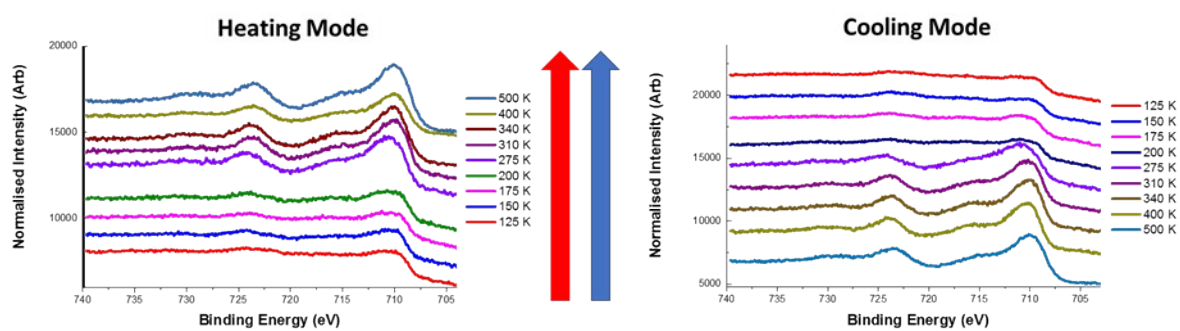 Heating Mode
Normalised Intensity (Arb)
20000
15000
10000
740
735
730
725
720
715
710
705
Binding Energy (eV)
500 K
400 K
340 K
310 K
275 K
200 K
175 K
150 K
125 K
Cooling Mode
Normalised Intensity (Arb)
20000
15000
10000
5000
740
735
730
725
720
715
710
705
Binding Energy (eV)
125 K
150 K
175 K
200 K
275 K
310 K
340 K
400 K
500 K